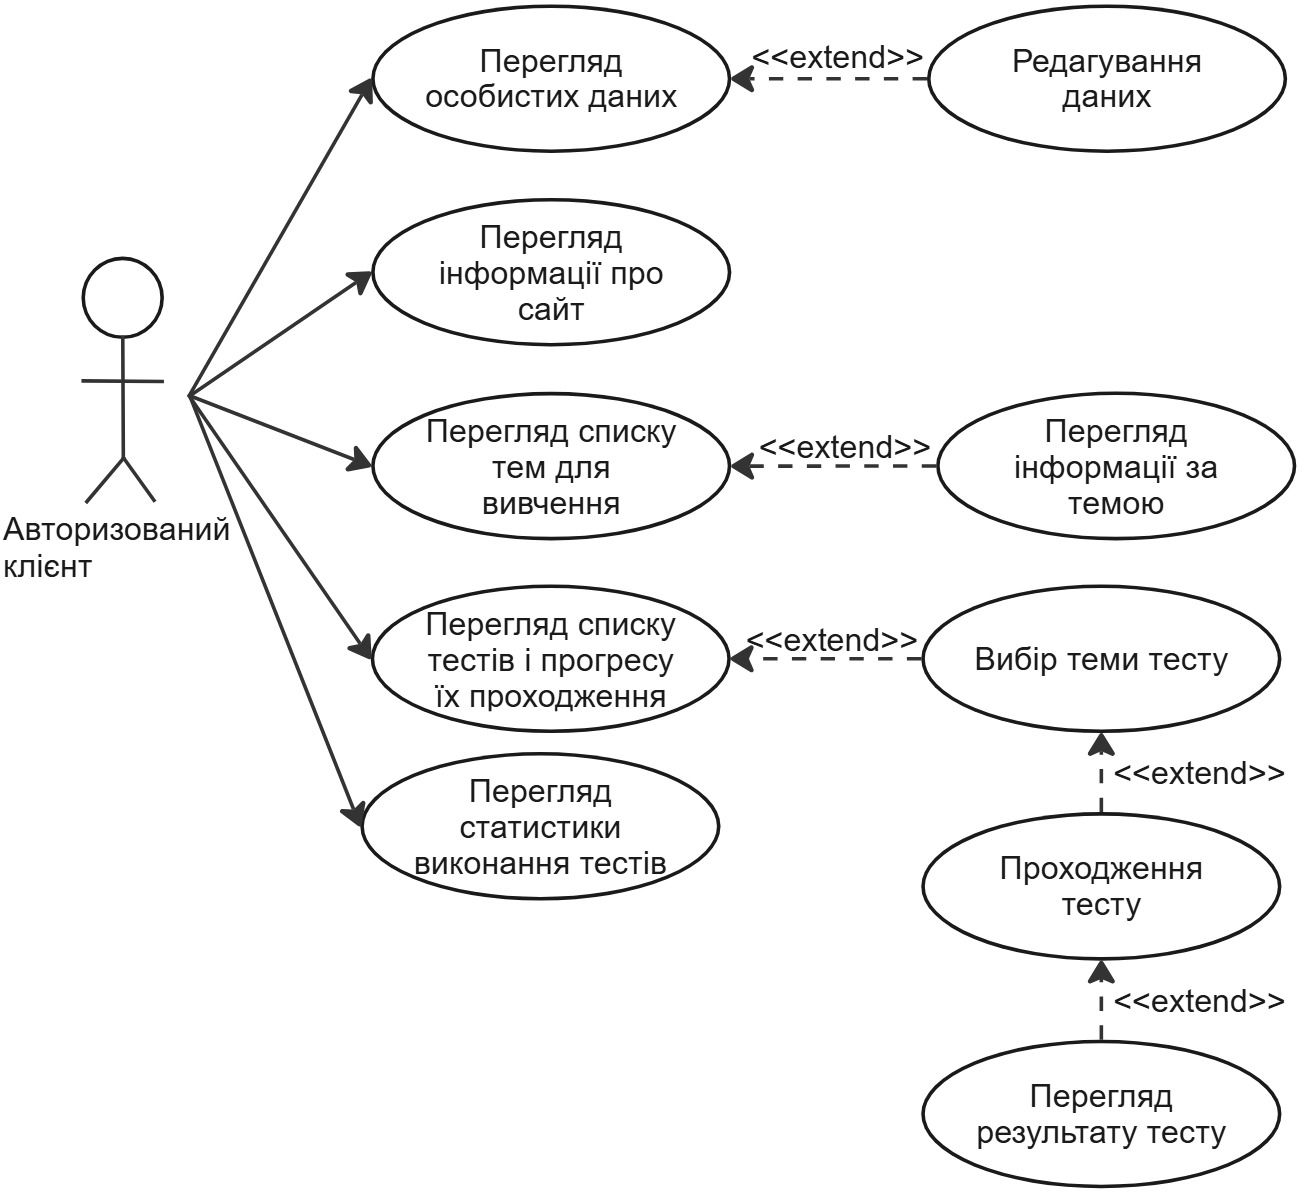 Перегляд
особистих даних
<<extend>>
Редагування
даних
Перегляд
інформації про
сайт
Авторизований
клієнт
Перегляд списку
тем для
вивчення
<<extend>>
Перегляд
інформації за
темою
Перегляд списку
тестів і прогресу
їх проходження
<<extend>>
Вибір теми тесту
<<extend>>
Перегляд
статистики
виконання тестів
Проходження
тесту
<<extend>>
Перегляд
результату тесту